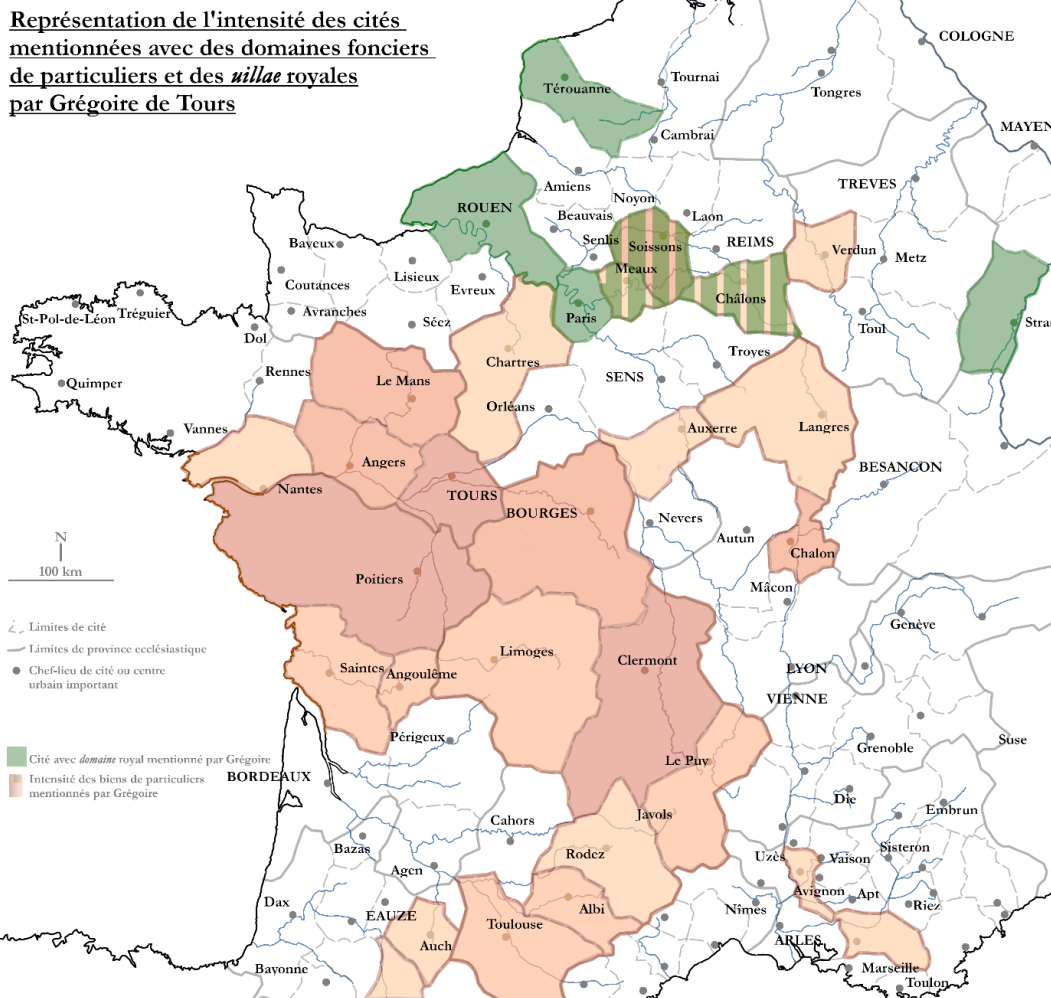 Représentation de l'intensité des cités
mentionnées avec des domaines fonciers
de particuliers et des uillae royales
par Grégoire de Tours
COLOGNE
Tournai
Térouanne
Tongres
Cambrai
MAYEN
TREVES
Amiens
Noyon
ROUEN
Beauvais
Laon
Senlis
Soissons
REIMS
Verdun
Bayeux
Metz
Lisieux
Meaux
Coutances
Evreux
Châlons
St-Pol-de-Léon
Tréguier
Avranches
Séez
Paris
Toul
Stras
Dol
Troyes
Chartres
Rennes
SENS
Quimper
Le Mans
Orléans
Vannes
Auxerre
Langres
Angers
BESANCON
Nantes
TOURS
BOURGES
Nevers
Autun
Chalon
N
100 km
Poitiers
Mâcon
Genève
Limites de cité
Limites de province ecclésiastique
Chef-lieu de cité ou centre
urbain important
Limoges
Clermont
Saintes
Angoulême
LYON
VIENNE
Périgeux
Grenoble
Suse
Cité avec domaine royal mentionné par Grégoire
Le Puy
Intensité des biens de particuliers
mentionnés par Grégoire
BORDEAUX
Die
Embrun
Cahors
Javols
Bazas
Rodez
Uzès
Vaison
Sisteron
Agen
Avignon
Apt
Riez
Dax
EAUZE
Albi
Nîmes
Toulouse
Auch
ARLES
Bayonne
Marseille
Toulon